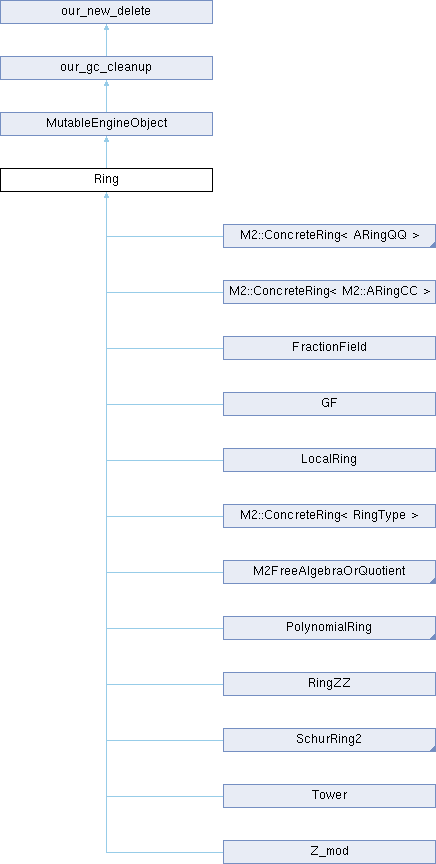 our_new_delete
our_gc_cleanup
MutableEngineObject
Ring
M2::ConcreteRing< ARingQQ >
M2::ConcreteRing< M2::ARingCC >
FractionField
GF
LocalRing
M2::ConcreteRing< RingType >
M2FreeAlgebraOrQuotient
PolynomialRing
RingZZ
SchurRing2
Tower
Z_mod